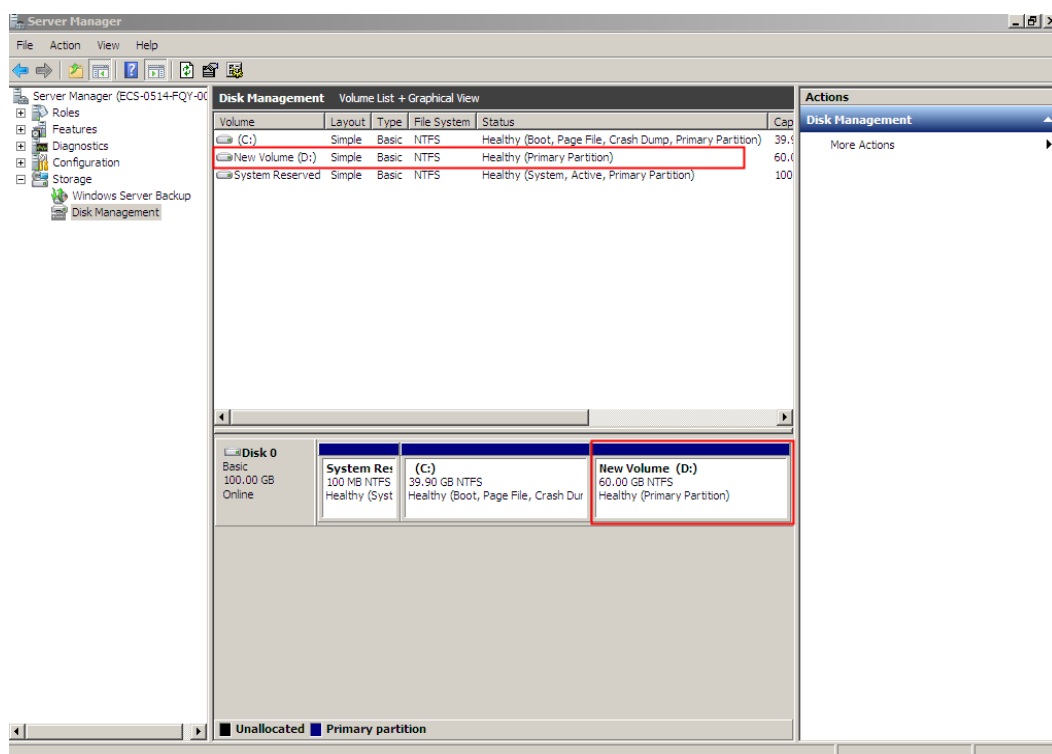 Server Manager
File Action View Help
Server Manager (ECS-0514-FQY-00
Roles
Features
Diagnostics
Configuration
Storage
Windows Server Backup
Disk Management
Disk Management Volume List + Graphical View
Volume Layout Type File System Status Cap
(C:) Simple Basic NTFS Healthy (Boot, Page File, Crash Dump, Primary Partition) 39.9
New Volume (D:) Simple Basic NTFS Healthy (Primary Partition) 60.0
System Reserved Simple Basic NTFS Healthy (System, Active, Primary Partition) 100
Disk 0
Basic
100.00 GB
Online
System Res
100 MB NTFS
Healthy (Syst
(C:)
39.90 GB NTFS
Healthy (Boot, Page File, Crash Dur
New Volume (D:)
60.00 GB NTFS
Healthy (Primary Partition)
Unallocated Primary partition
Actions
Disk Management
More Actions